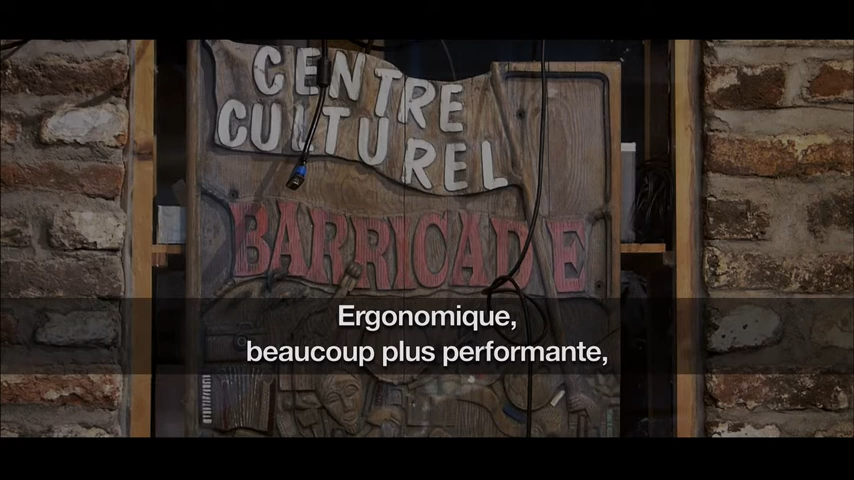 CENTRE
CULTUREL
BARRICADE
Ergonomique,
beaucoup plus performante,